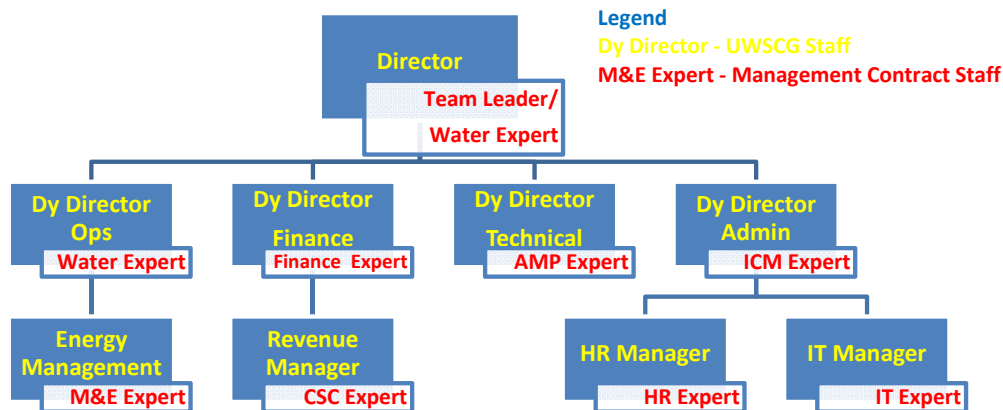 Legend
Dy Director - UWSCG Staff
M&E Expert - Management Contract Staff
Director
Team Leader/
Water Expert
Dy Director
Ops
Water Expert
Dy Director
Finance
Finance Expert
Dy Director
Technical
AMP Expert
Dy Director
Admin
ICM Expert
Energy
Management
M&E Expert
Revenue
Manager
CSC Expert
HR Manager
HR Expert
IT Manager
IT Expert